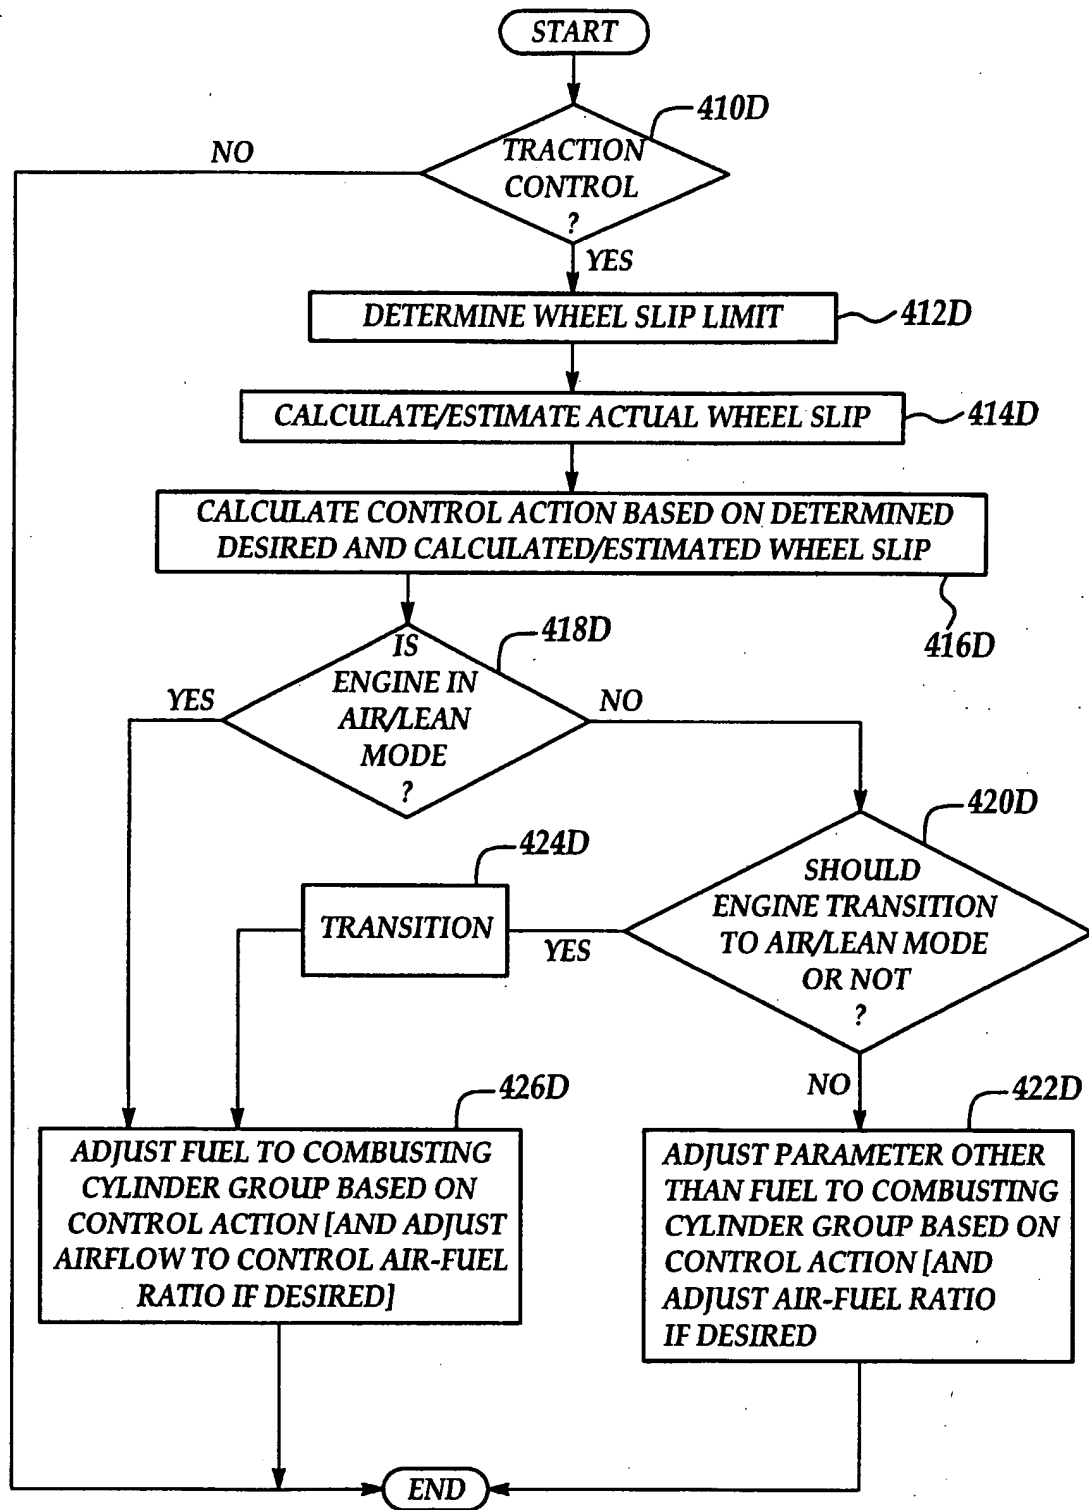 START
410D
NO
TRACTION
CONTROL
?
YES
DETERMINE WHEEL SLIP LIMIT
412D
CALCULATE/ESTIMATE ACTUAL WHEEL SLIP
414D
CALCULATE CONTROL ACTION BASED ON DETERMINED
DESIRED AND CALCULATED/ESTIMATED WHEEL SLIP
416D
418D
IS
ENGINE IN
AIR/LEAN
MODE
?
YES
NO
420D
424D
SHOULD
ENGINE TRANSITION
TO AIR/LEAN MODE
OR NOT
?
TRANSITION
YES
NO
426D
422D
ADJUST FUEL TO COMBUSTING
CYLINDER GROUP BASED ON
CONTROL ACTION [AND ADJUST
AIRFLOW TO CONTROL AIR-FUEL
RATIO IF DESIRED]
ADJUST PARAMETER OTHER
THAN FUEL TO COMBUSTING
CYLINDER GROUP BASED ON
CONTROL ACTION [AND
ADJUST AIR-FUEL RATIO
IF DESIRED
END